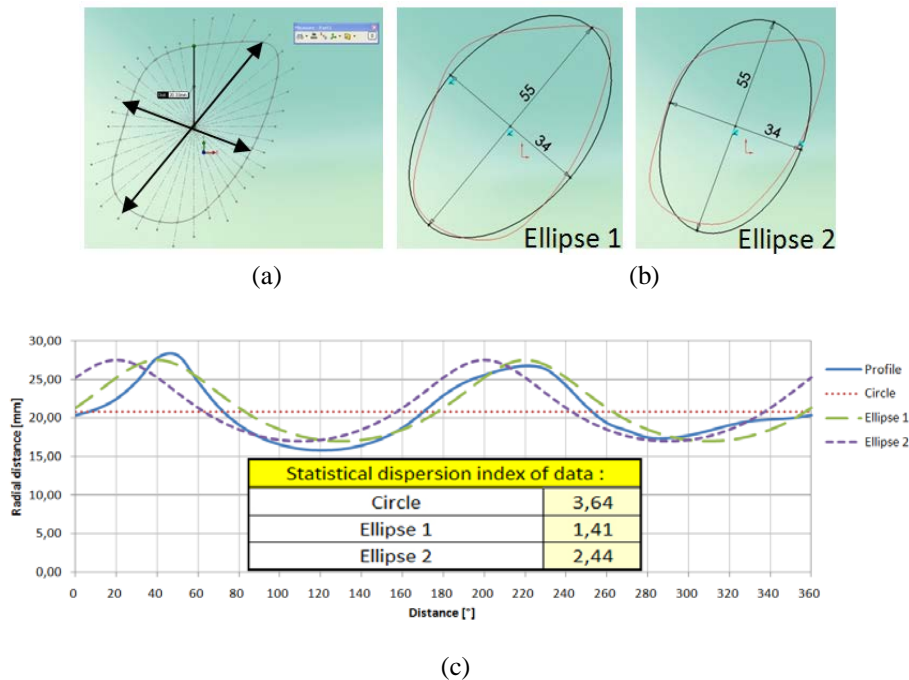 55
34
Ellipse 1
55
34
Ellipse 2
(a)
(b)
30,00
25,00
20,00
15,00
10,00
5,00
0,00
Radial distance [mm]
0 20 40 60 80 100 120 140 160 180 200 220 240 260 280 300 320 340 360
Distance [°]
Profile
Circle
Ellipse 1
Ellipse 2
Statistical dispersion index of data :
Circle 3,64
Ellipse 1 1,41
Ellipse 2 2,44
(c)